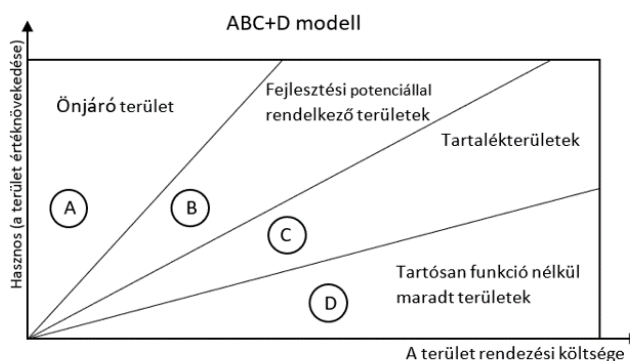 ABC+D modell
Hasznos (a terület értéknövekedése)
Önjáró terület
Fejlesztési potenciállal
rendelkező területek
Tartalékterületek
A
B
C
D
Tartósan funkció nélkül
maradt területek
A terület rendezési költsége